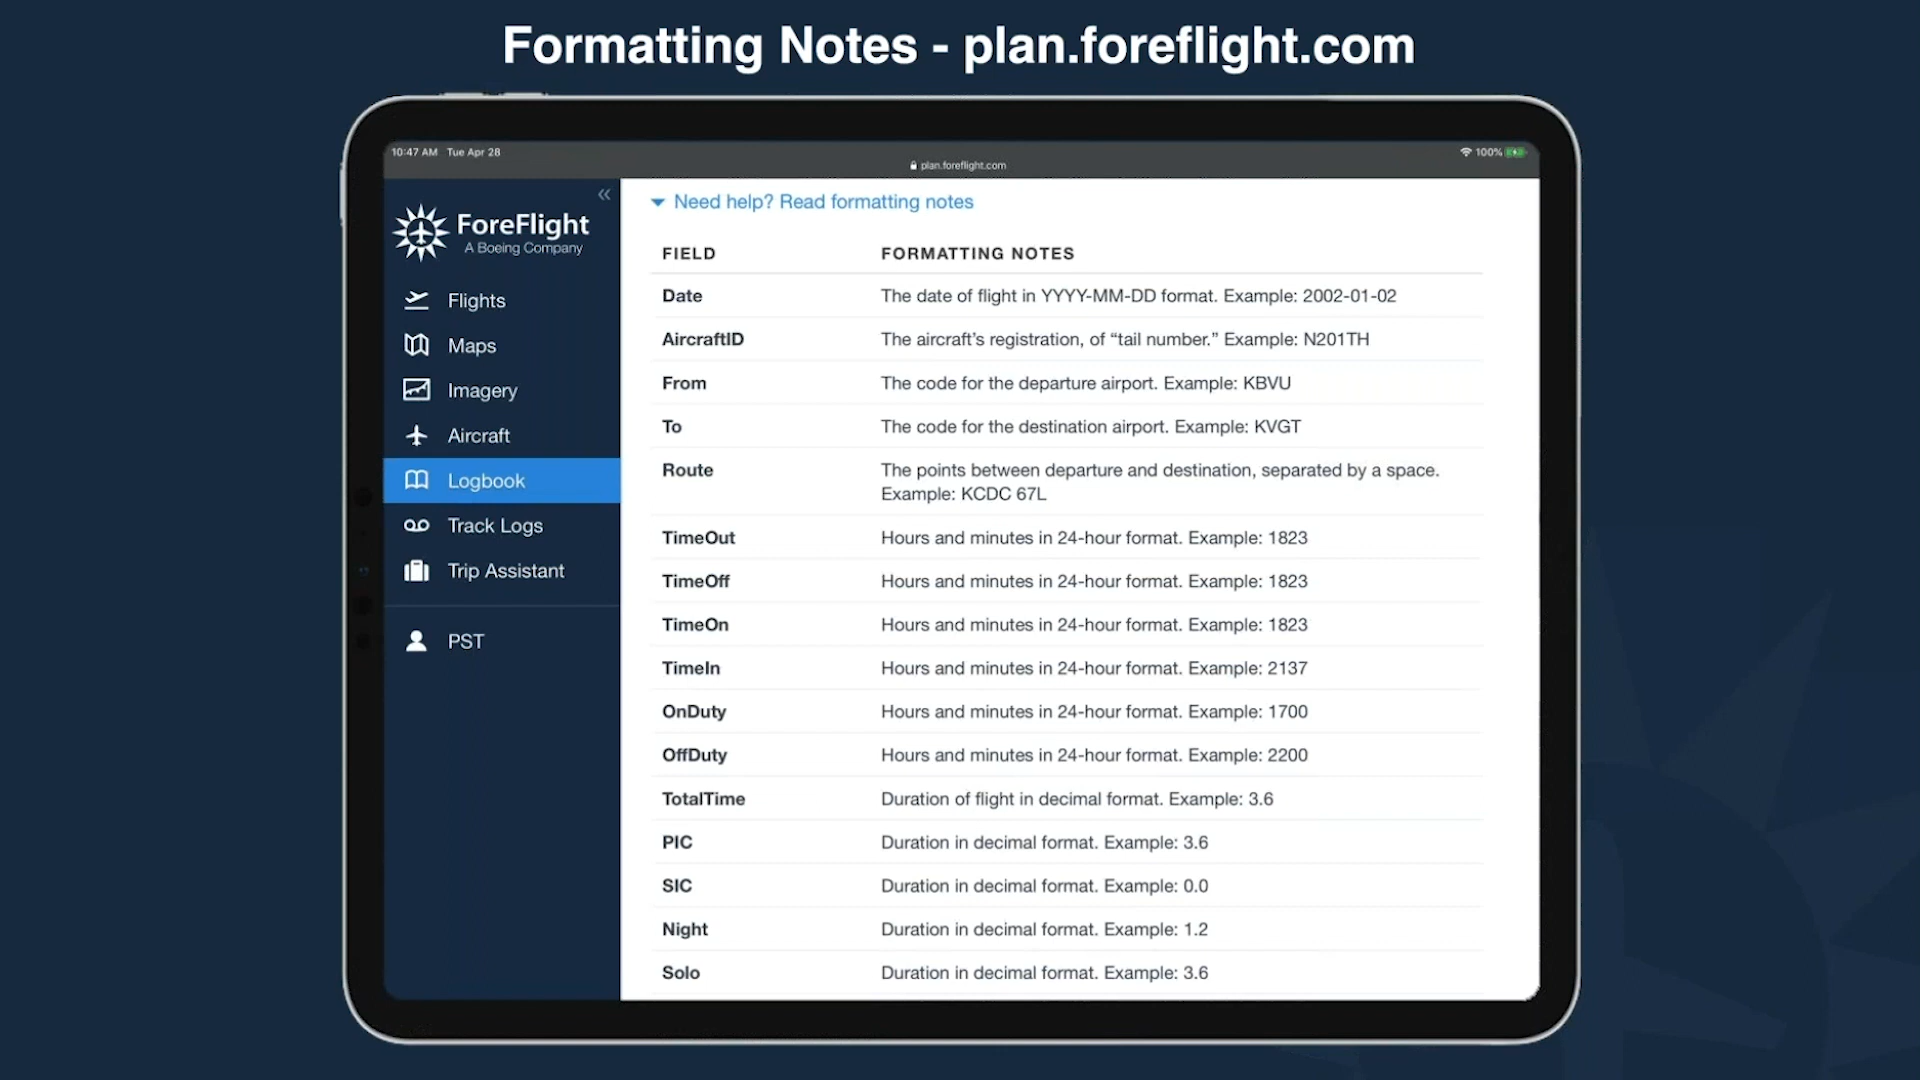 Formatting Notes - plan.foreflight.com
10:47 AM Tue Apr 28
plan.foreflight.com
100%
ForeFlight
A Boeing Company
Flights
Maps
Imagery
Aircraft
Logbook
Track Logs
Trip Assistant
PST
Need help? Read formatting notes
FIELD FORMATTING NOTES
Date The date of flight in YYYY-MM-DD format. Example: 2002-01-02
AircraftID The aircraft’s registration, of “tail number.” Example: N201TH
From The code for the departure airport. Example: KBVU
To The code for the destination airport. Example: KVGT
Route The points between departure and destination, separated by a space.
Example: KCDC 67L
TimeOut Hours and minutes in 24-hour format. Example: 1823
TimeOff Hours and minutes in 24-hour format. Example: 1823
TimeOn Hours and minutes in 24-hour format. Example: 1823
TimeIn Hours and minutes in 24-hour format. Example: 2137
OnDuty Hours and minutes in 24-hour format. Example: 1700
OffDuty Hours and minutes in 24-hour format. Example: 2200
TotalTime Duration of flight in decimal format. Example: 3.6
PIC Duration in decimal format. Example: 3.6
SIC Duration in decimal format. Example: 0.0
Night Duration in decimal format. Example: 1.2
Solo Duration in decimal format. Example: 3.6